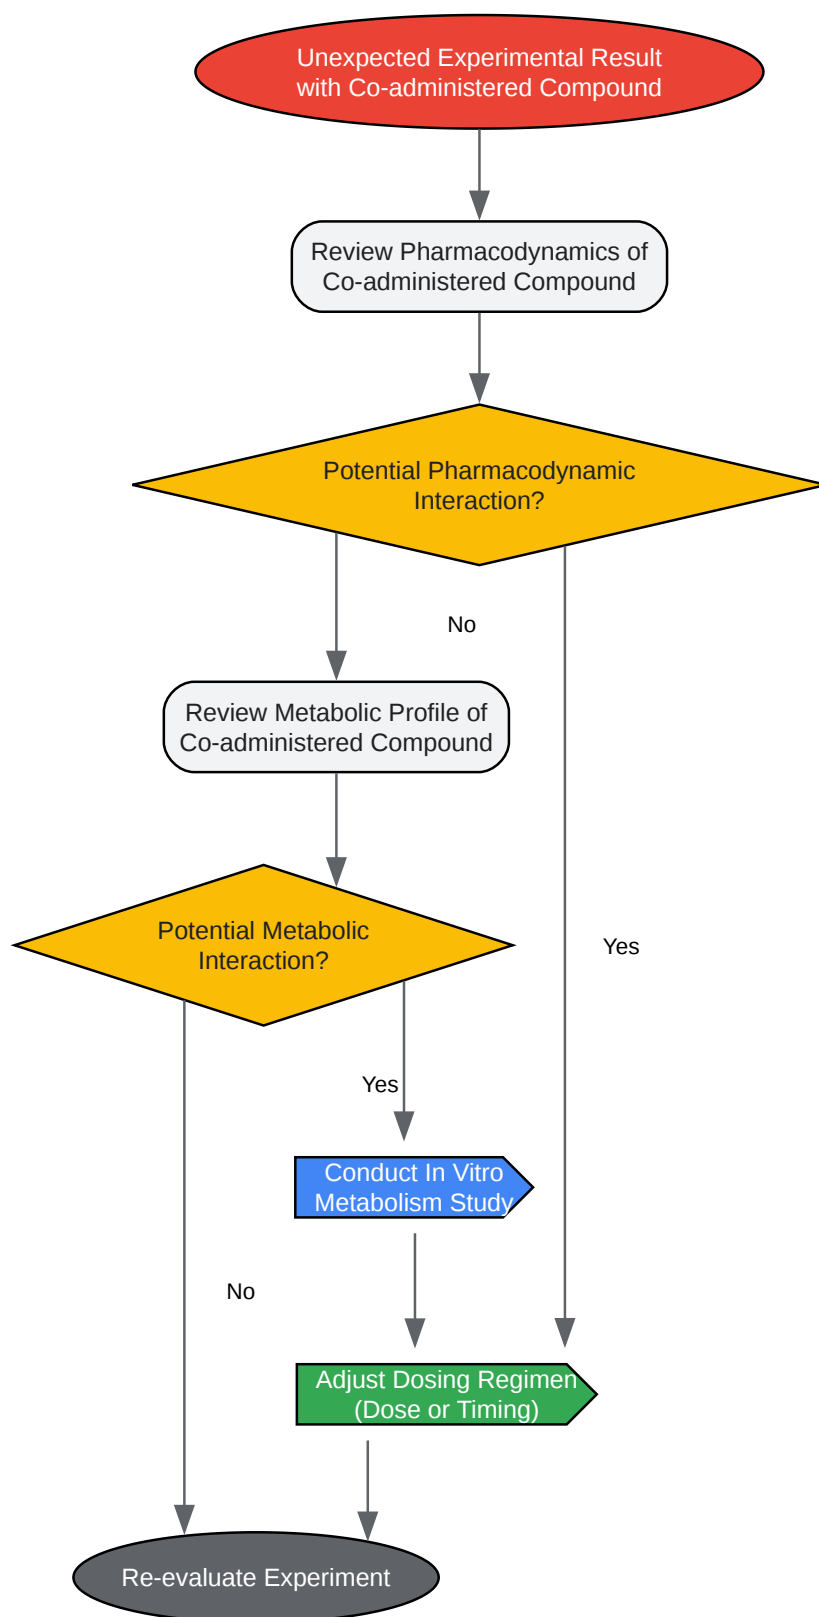 Unexpected Experimental Result
with Co-administered Compound
Review Pharmacodynamics of
Co-administered Compound
Potential Pharmacodynamic
Interaction?
No
Review Metabolic Profile of
Co-administered Compound
Potential Metabolic
Interaction?
Yes
Yes
Conduct In Vitro
Metabolism Study
No
Adjust Dosing Regimen
(Dose or Timing)
Re-evaluate Experiment